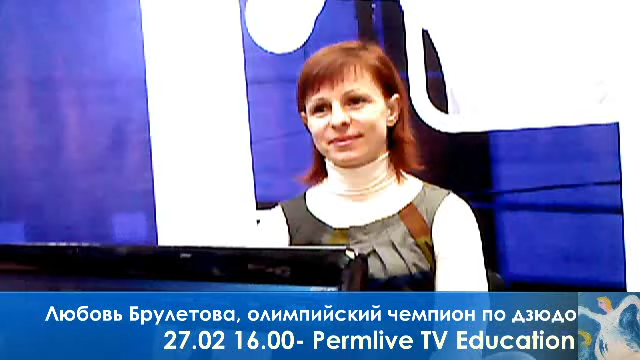 Любовь Брулетова, олимпийский чемпион по дзюдо
27.02 16.00- Permlive TV Education